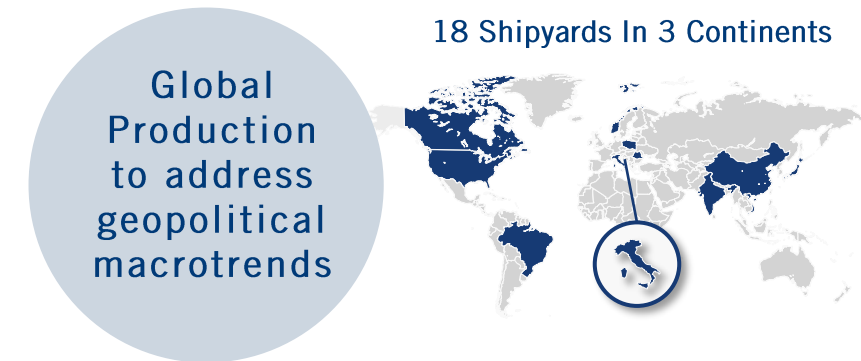 Global
Production
to address
geopolitical
macrotrends
18 Shipyards In 3 Continents